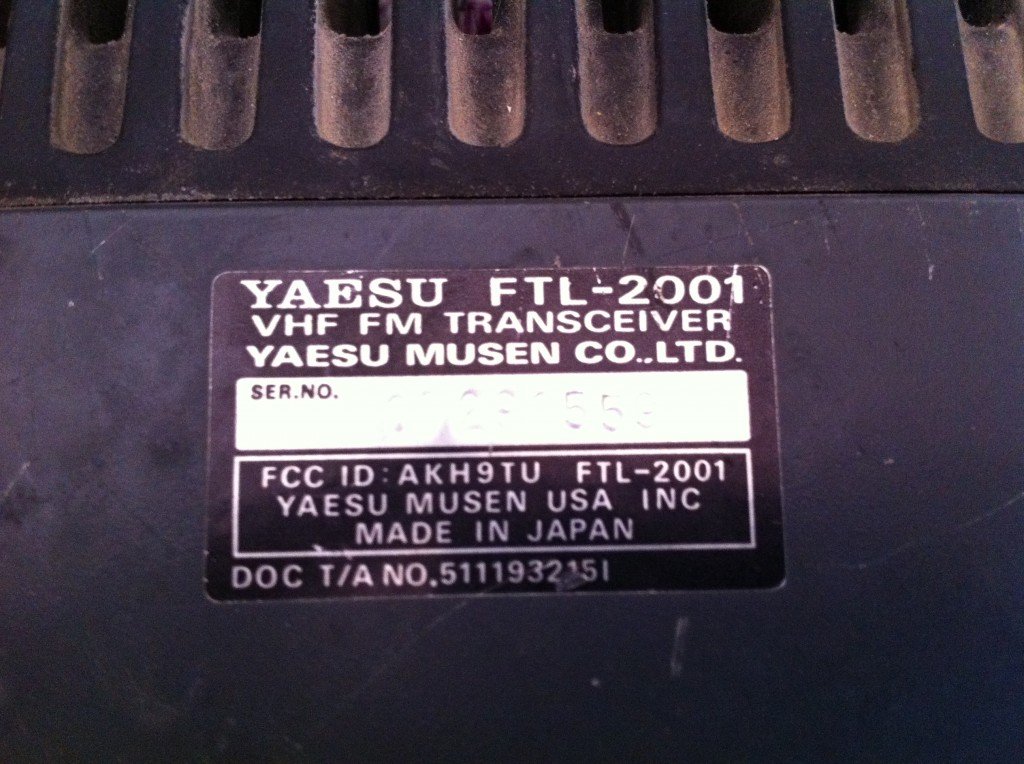 YAESU FTL-2001
VHF FM TRANSCEIVER
YAESU MUSEN CO.,LTD.
SER.NO.
FCC ID: AKH9TU FTL-2001
YAESU MUSEN USA INC
MADE IN JAPAN
DOC T/A NO.511193215I